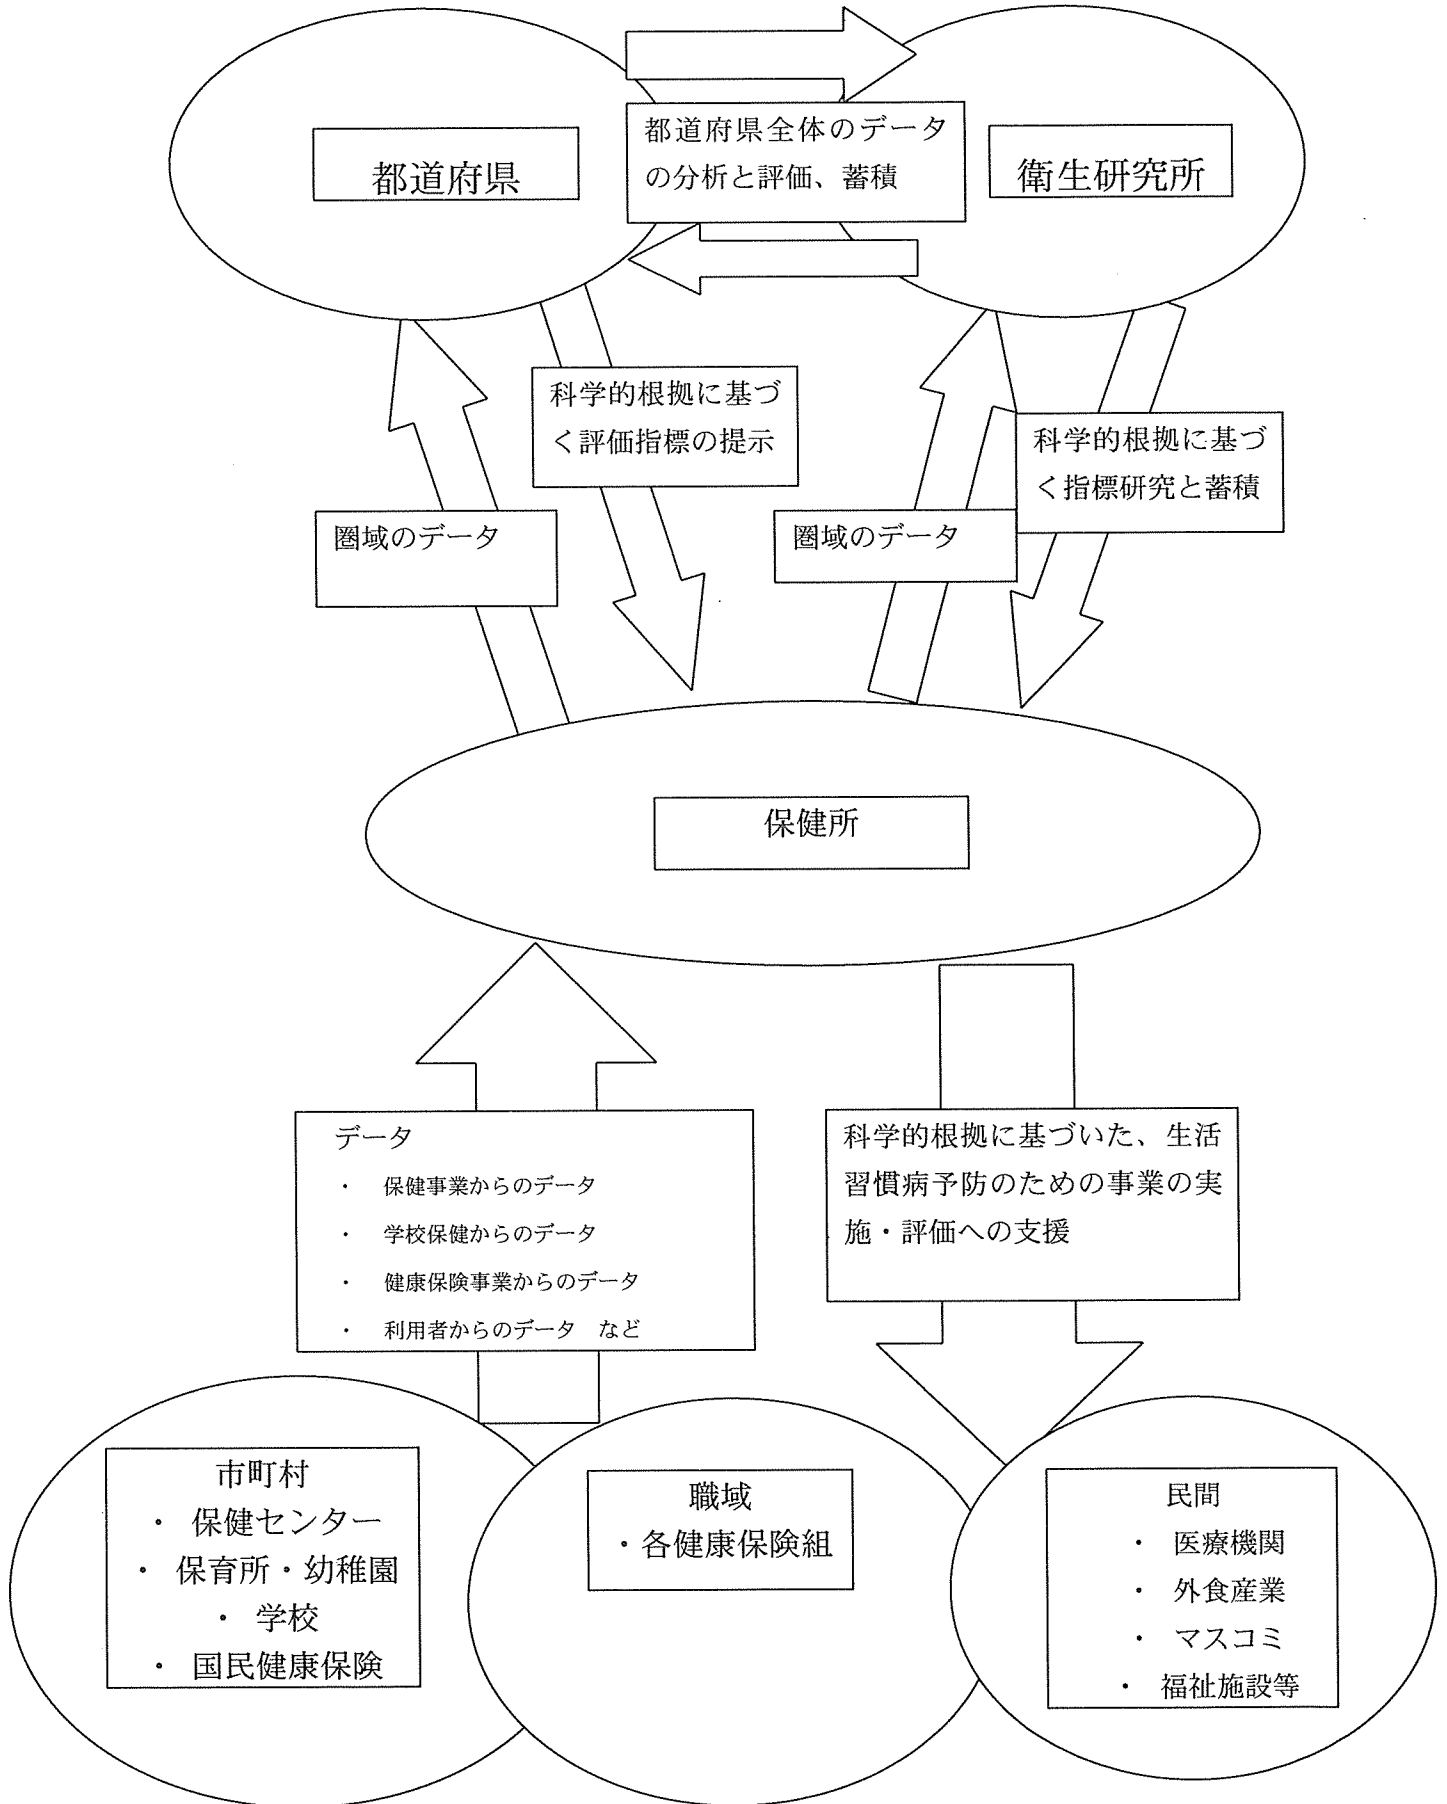 都道府県
都道府県全体のデータ
の分析と評価、蓄積
衛生研究所
科学的根拠に基づ
く評価指標の提示
科学的根拠に基づ
く指標研究と蓄積
圏域のデータ
圏域のデータ
保健所
データ
・ 保健事業からのデータ
・ 学校保健からのデータ
・ 健康保険事業からのデータ
・ 利用者からのデータ　など
科学的根拠に基づいた、生活
習慣病予防のための事業の実
施・評価への支援
市町村
・ 保健センター
・ 保育所・幼稚園
・ 学校
・ 国民健康保険
職域
・各健康保険組
民間
・ 医療機関
・ 外食産業
・ マスコミ
・ 福祉施設等